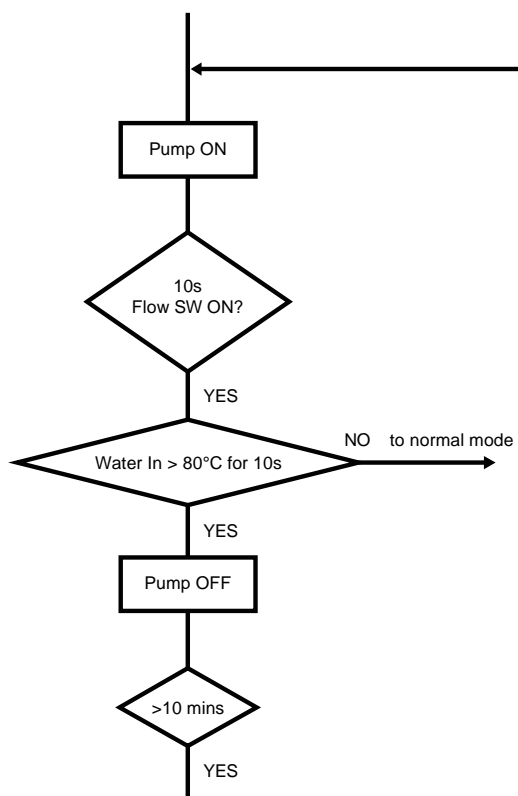 Pump ON
10s
Flow SW ON?
YES
NO to normal mode
Water In > 80°C for 10s
YES
Pump OFF
>10 mins
YES